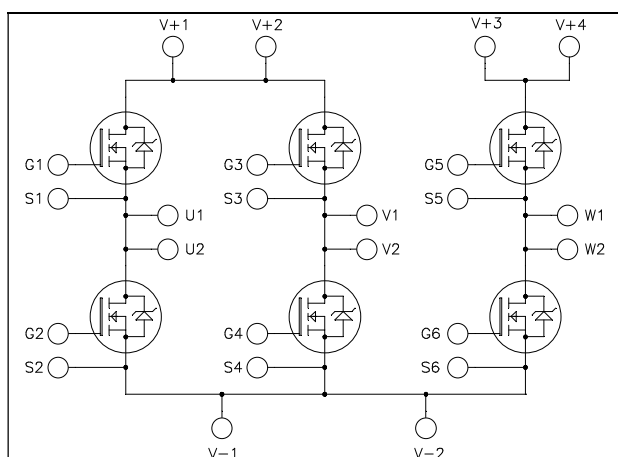 V+1 V+2 V+3 V+4
G1 G3 G5
S1 S3 S5
U1 V1 W1
U2 V2 W2
G2 G4 G6
S2 S4 S6
V-1 V-2